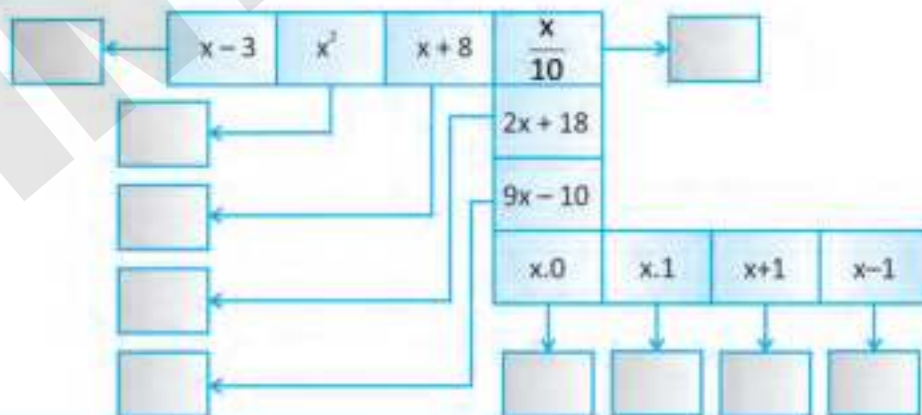 x – 3 x² x + 8 x/10
2x + 18
9x – 10
x.0 x.1 x+1 x–1